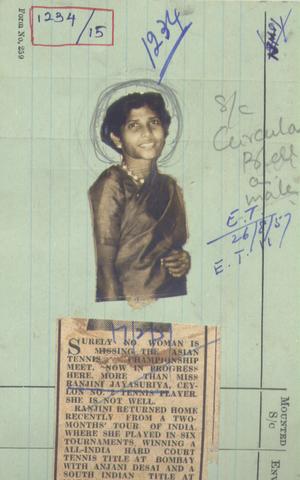 Form No. 259
1234/15
1234
S/c
Circular
a
male
E.T
26/8/57
E.T.
MOUNTED
S/c
SURELY NO WOMAN IS
MISSING THE ASIAN
TENNIS CHAMPIONSHIP
MEET, NOW IN PROGRESS
HERE, MORE THAN MISS
RANJINI JAYASURIYA, CEY-
LON NO. 2 TENNIS PLAYER.
SHE IS NOT WELL.
RANJINI RETURNED HOME
RECENTLY FROM A TWO-
MONTHS' TOUR OF INDIA.
WHERE SHE PLAYED IN SIX
TOURNAMENTS, WINNING A
ALL-INDIA HARD COURT
TENNIS TITLE AT BOMBAY
WITH ANJANI DESAI AND A
SOUTH INDIAN TITLE AT